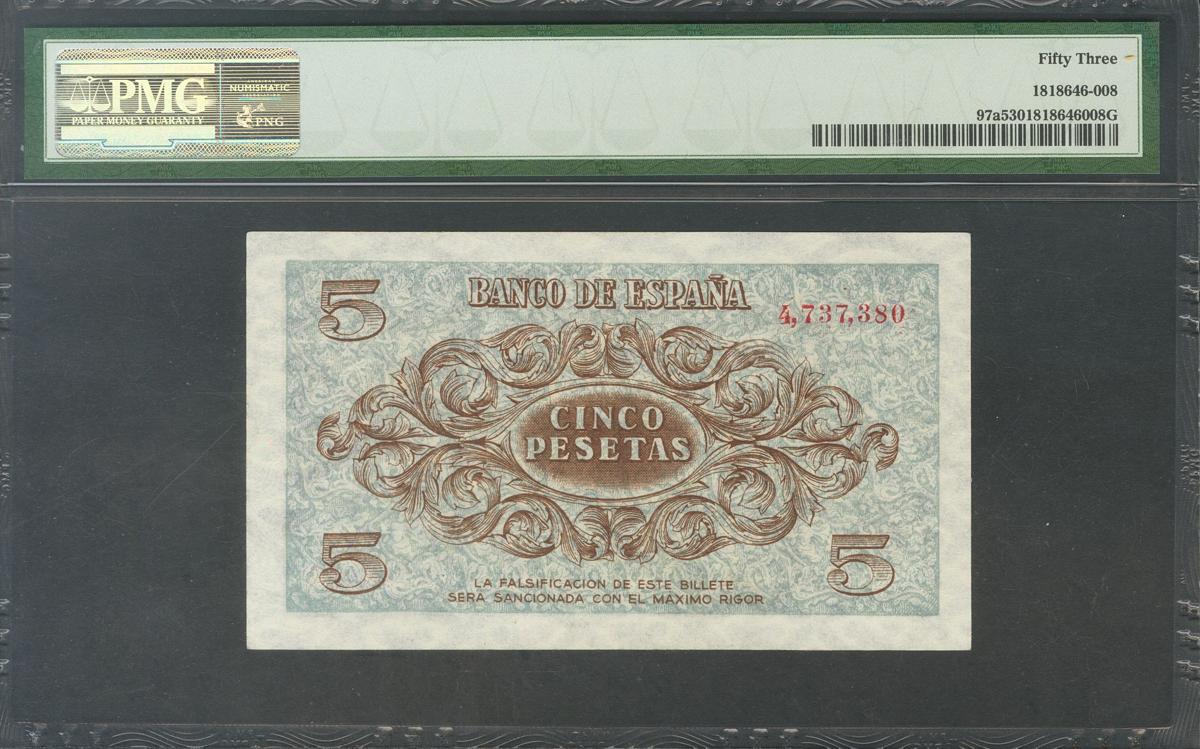 PMG
PAPER MONEY GUARANTY
NUMISMATIC
PNG
Fifty Three
1818646-008
97a5301818646008G
5
BANCO DE ESPAÑA
4,737,380
CINCO
PESETAS
5
5
LA FALSIFICACION DE ESTE BILLETE
SERA SANCIONADA CON EL MAXIMO RIGOR